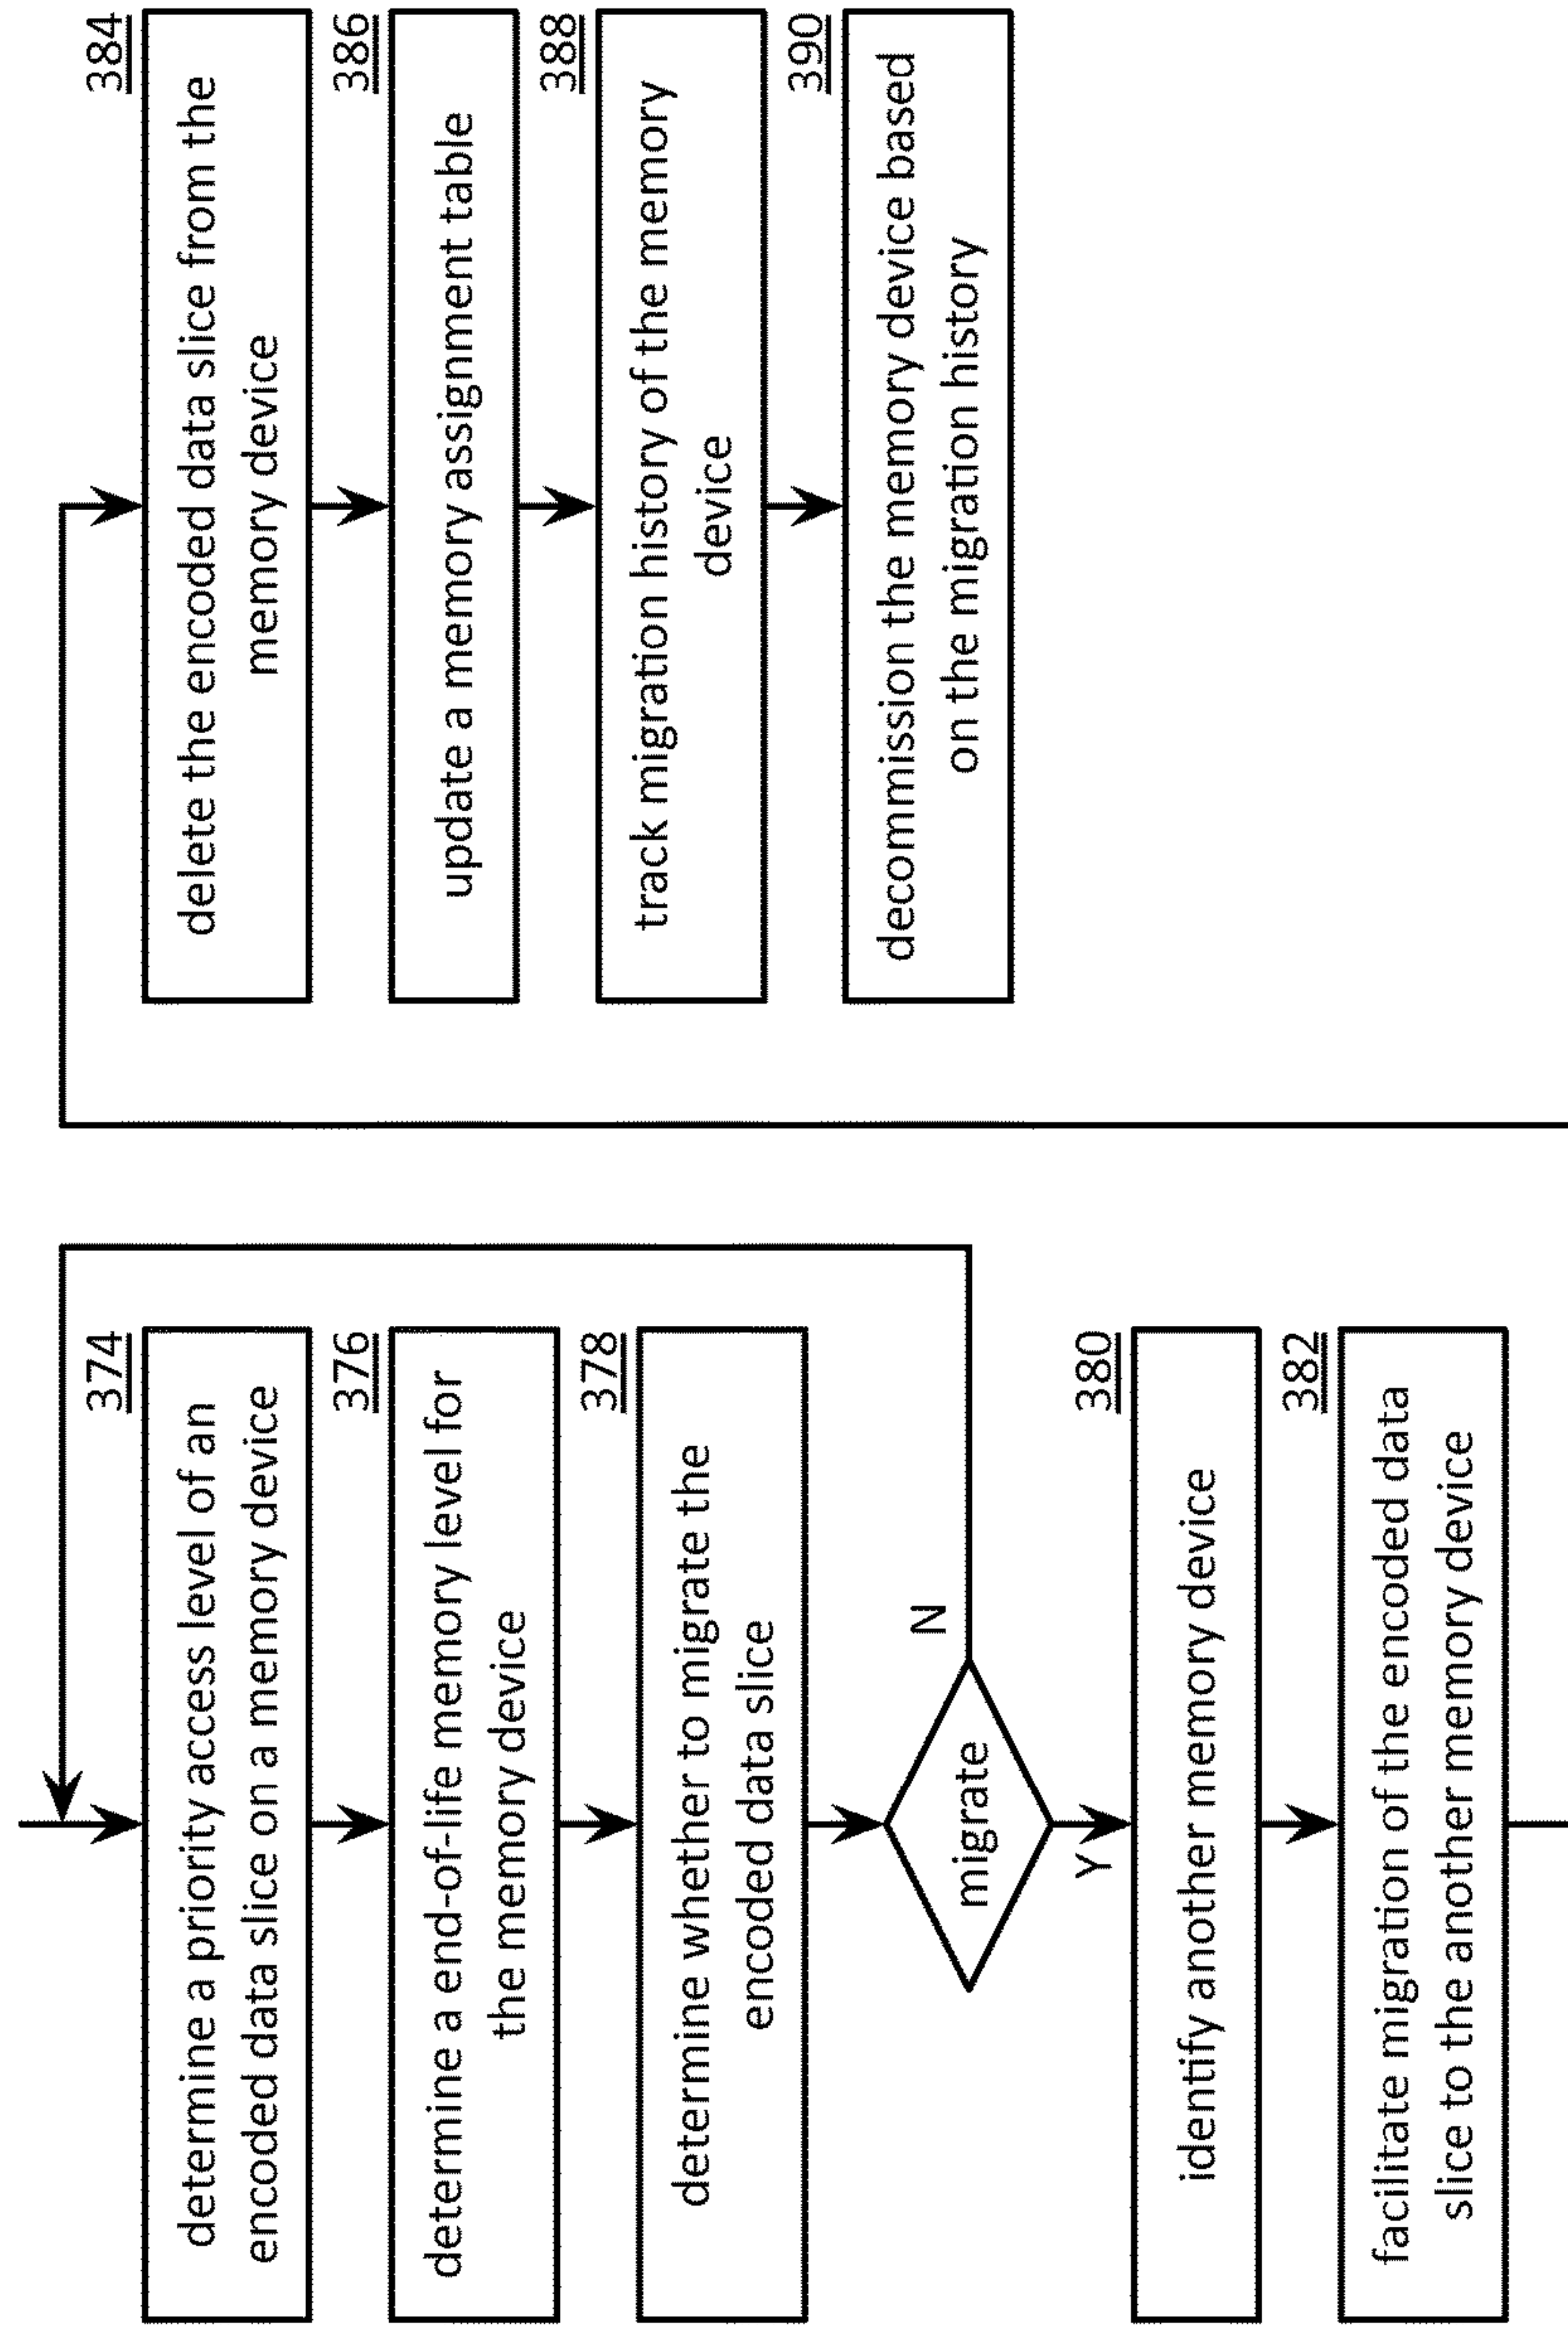 374
determine a priority access level of an
encoded data slice on a memory device
376
determine a end-of-life memory level for
the memory device
378
determine whether to migrate the
encoded data slice
migrate
N
Y
380
identify another memory device
382
facilitate migration of the encoded data
slice to the another memory device
384
delete the encoded data slice from the
memory device
386
update a memory assignment table
388
track migration history of the memory
device
390
decommission the memory device based
on the migration history